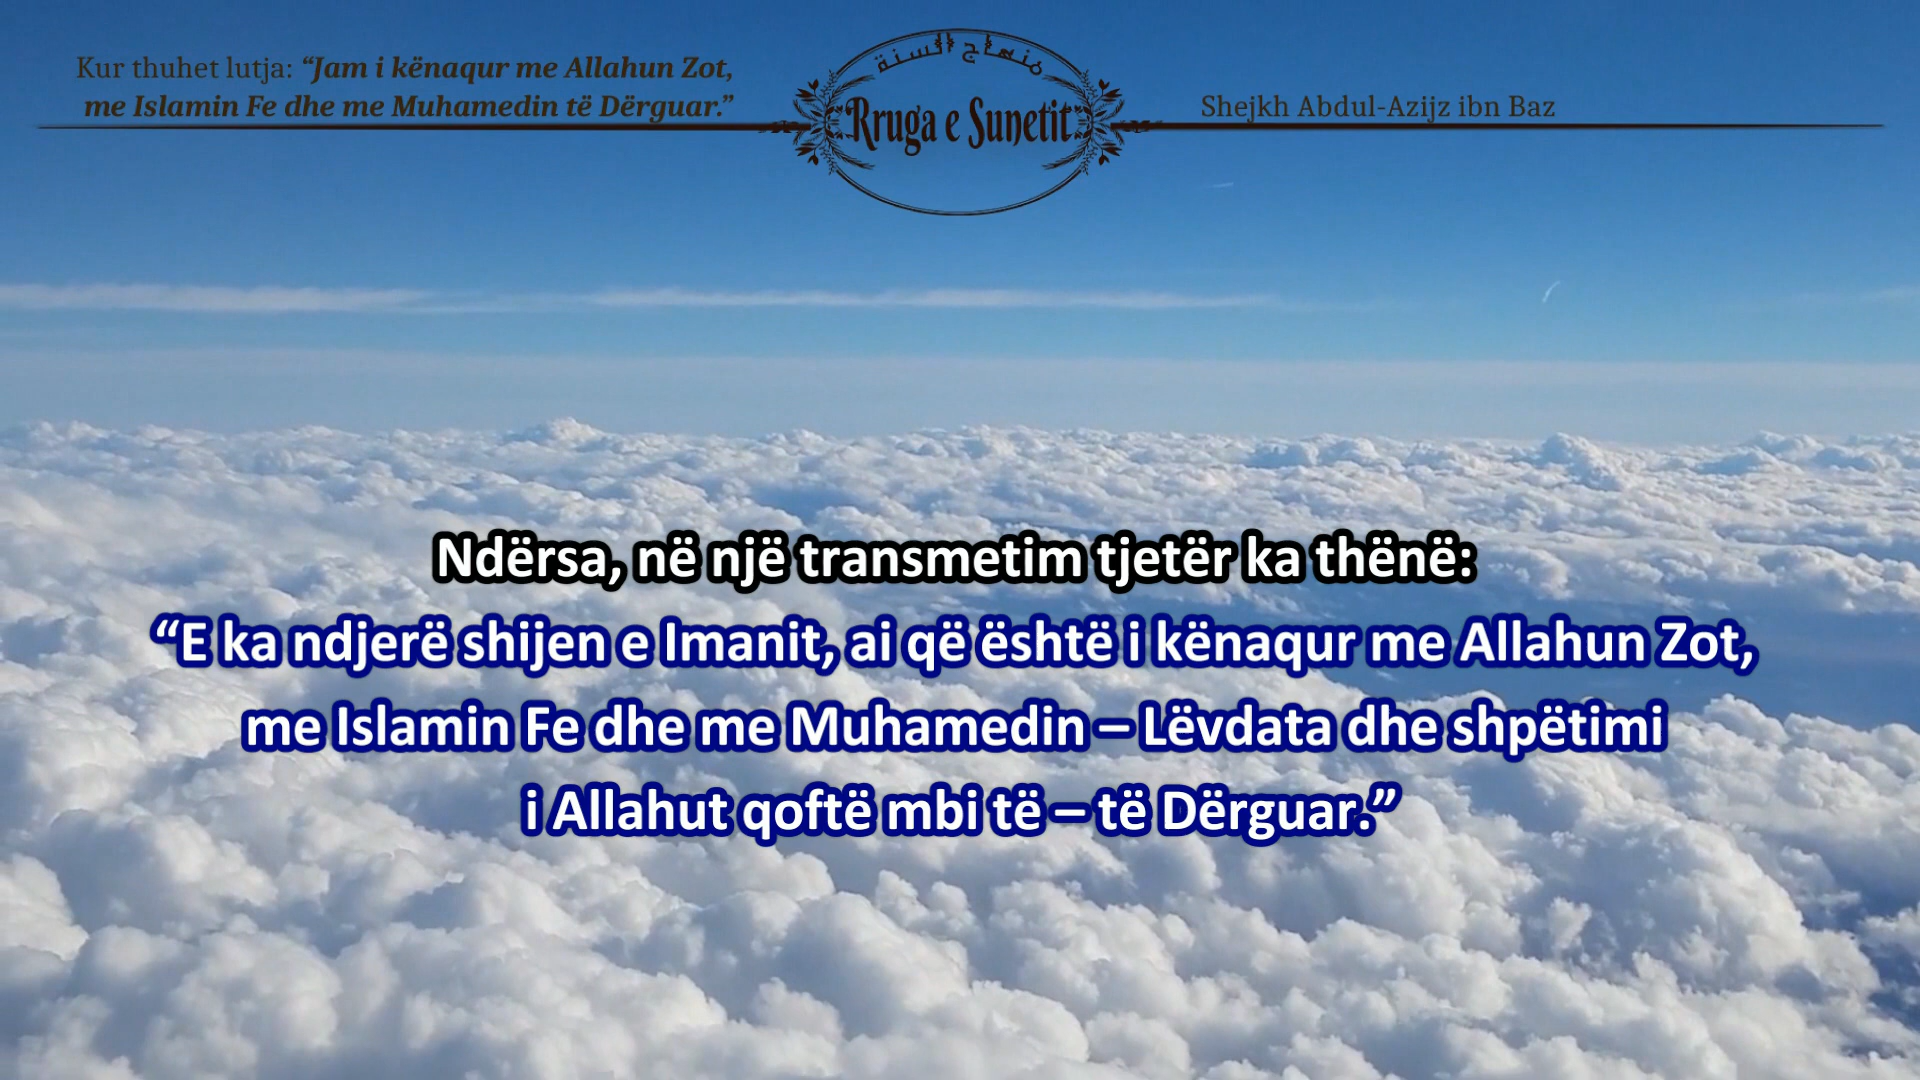 Kur thuhet lutja: “Jam i kënaqur me Allahun Zot,
me Islamin Fe dhe me Muhamedin të Dërguar.”
منهاج السنة
Rruga e Sunetit
Shejkh Abdul-Azijz ibn Baz
Ndërsa, në një transmetim tjetër ka thënë:
“E ka ndjerë shijen e Imanit, ai që është i kënaqur me Allahun Zot,
me Islamin Fe dhe me Muhamedin – Lëvdata dhe shpëtimi
i Allahut qoftë mbi të – të Dërguar.”